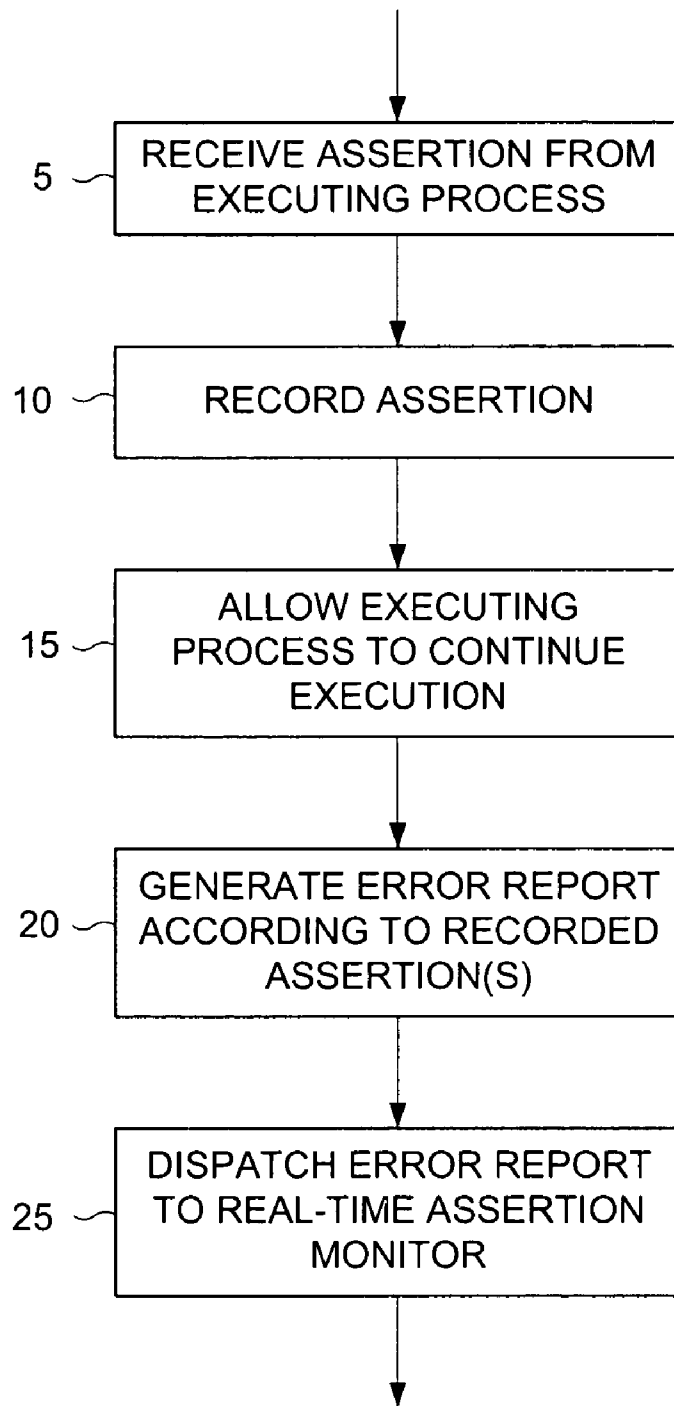 5
RECEIVE ASSERTION FROM
EXECUTING PROCESS
10
RECORD ASSERTION
15
ALLOW EXECUTING
PROCESS TO CONTINUE
EXECUTION
20
GENERATE ERROR REPORT
ACCORDING TO RECORDED
ASSERTION(S)
25
DISPATCH ERROR REPORT
TO REAL-TIME ASSERTION
MONITOR